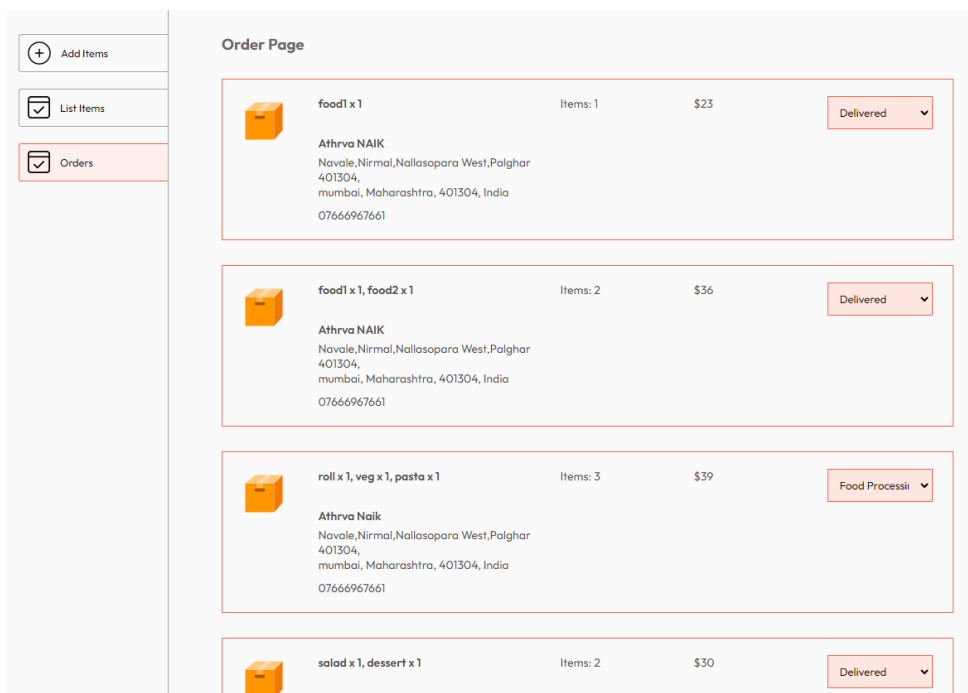 Add Items
List Items
Orders
Order Page
food1 x 1
Items: 1
$23
Delivered
Athrva NAIK
Navale,Nirmal,Nallasopara West,Palghar
401304,
mumbai, Maharashtra, 401304, India
07666967661
food1 x 1, food2 x 1
Items: 2
$36
Delivered
Athrva NAIK
Navale,Nirmal,Nallasopara West,Palghar
401304,
mumbai, Maharashtra, 401304, India
07666967661
roll x 1, veg x 1, pasta x 1
Items: 3
$39
Food Processin
Athrva Naik
Navale,Nirmal,Nallasopara West,Palghar
401304,
mumbai, Maharashtra, 401304, India
07666967661
salad x 1, dessert x 1
Items: 2
$30
Delivered